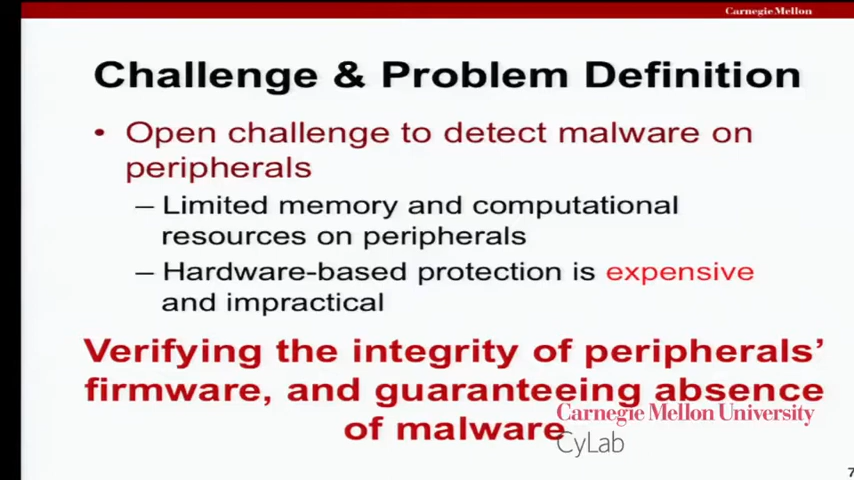 Carnegie Mellon
Challenge & Problem Definition
• Open challenge to detect malware on
peripherals
– Limited memory and computational
resources on peripherals
– Hardware-based protection is expensive
and impractical
Verifying the integrity of peripherals’
firmware, and guaranteeing absence
of malware
Carnegie Mellon University
CyLab
7